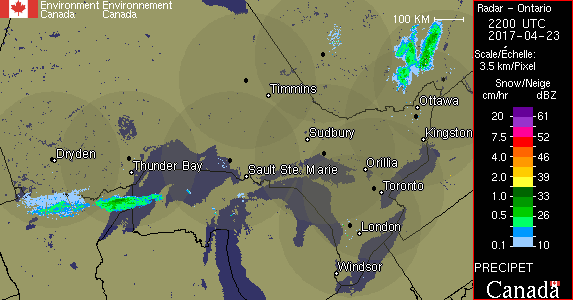 Environment Environnement
Canada Canada
100 KM
Timmins
Ottawa
Sudbury
Kingston
Dryden
Thunder Bay
Sault Ste. Marie
Orillia
Toronto
London
Windsor
Radar - Ontario
2200 UTC
2017-04-23
Scale/Échelle:
3.5 km/Pixel
Snow/Neige
cm/hr dBZ
20 61
7.5 52
4.0 46
2.0 39
1.0 33
0.5 26
0.1 10
PRECIPET
Canada